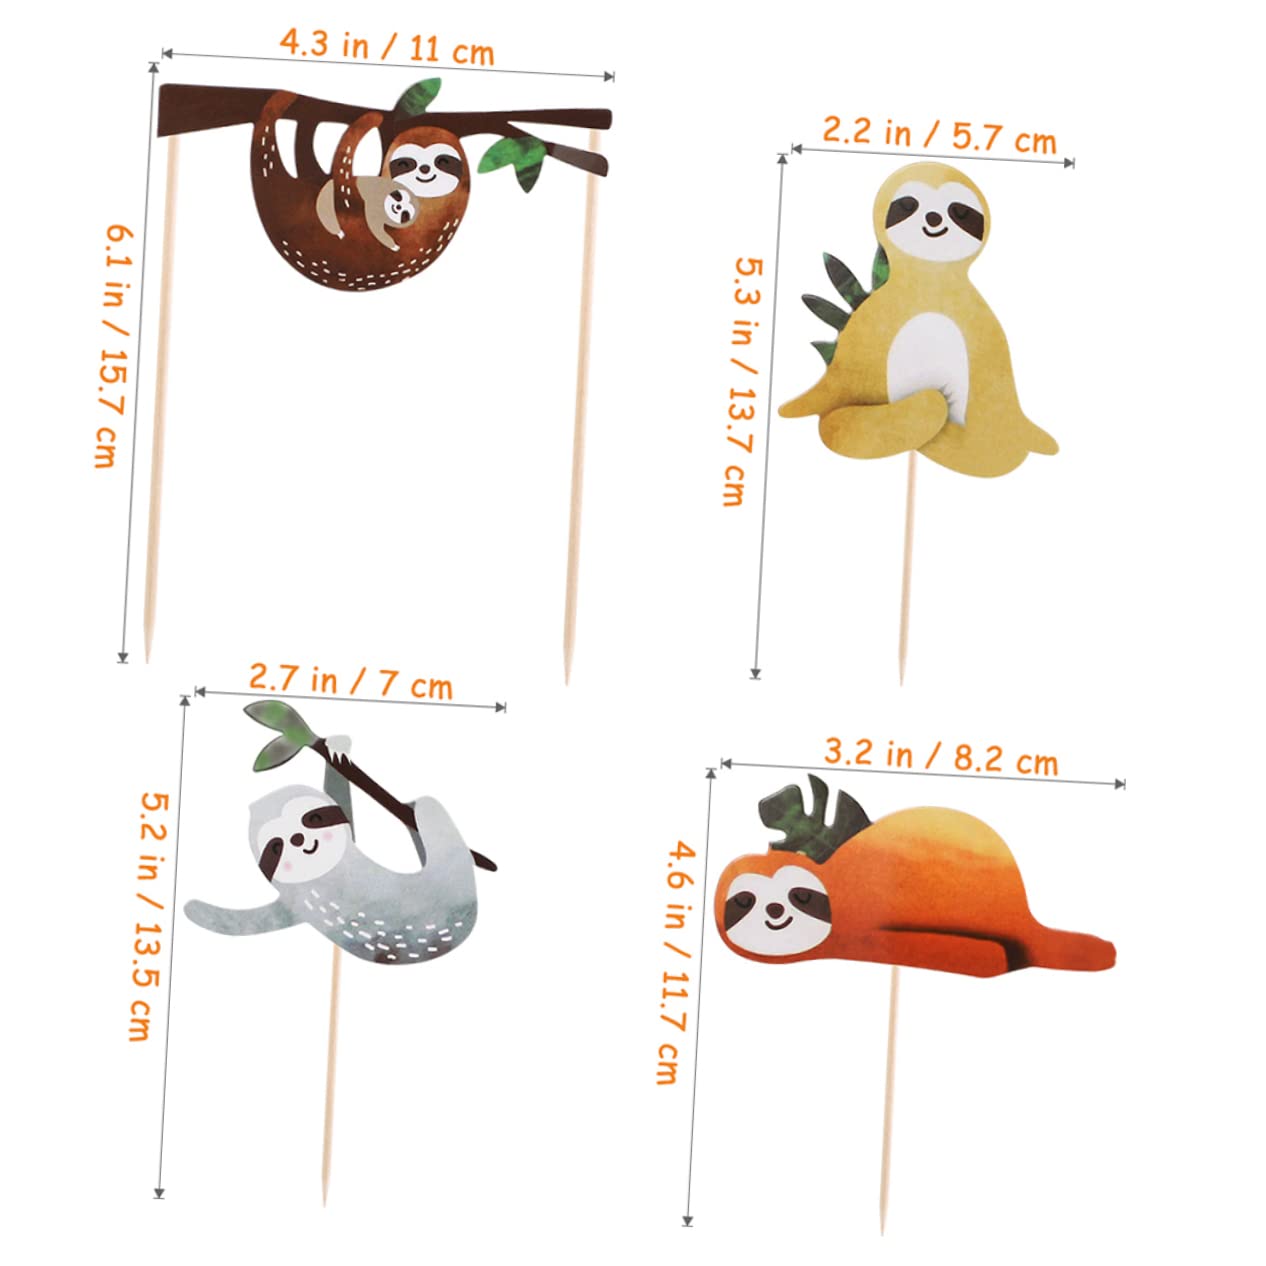 4.3 in / 11 cm
6.1 in / 15.7 cm
2.2 in / 5.7 cm
5.3 in / 13.7 cm
2.7 in / 7 cm
5.2 in / 13.5 cm
3.2 in / 8.2 cm
4.6 in / 11.7 cm